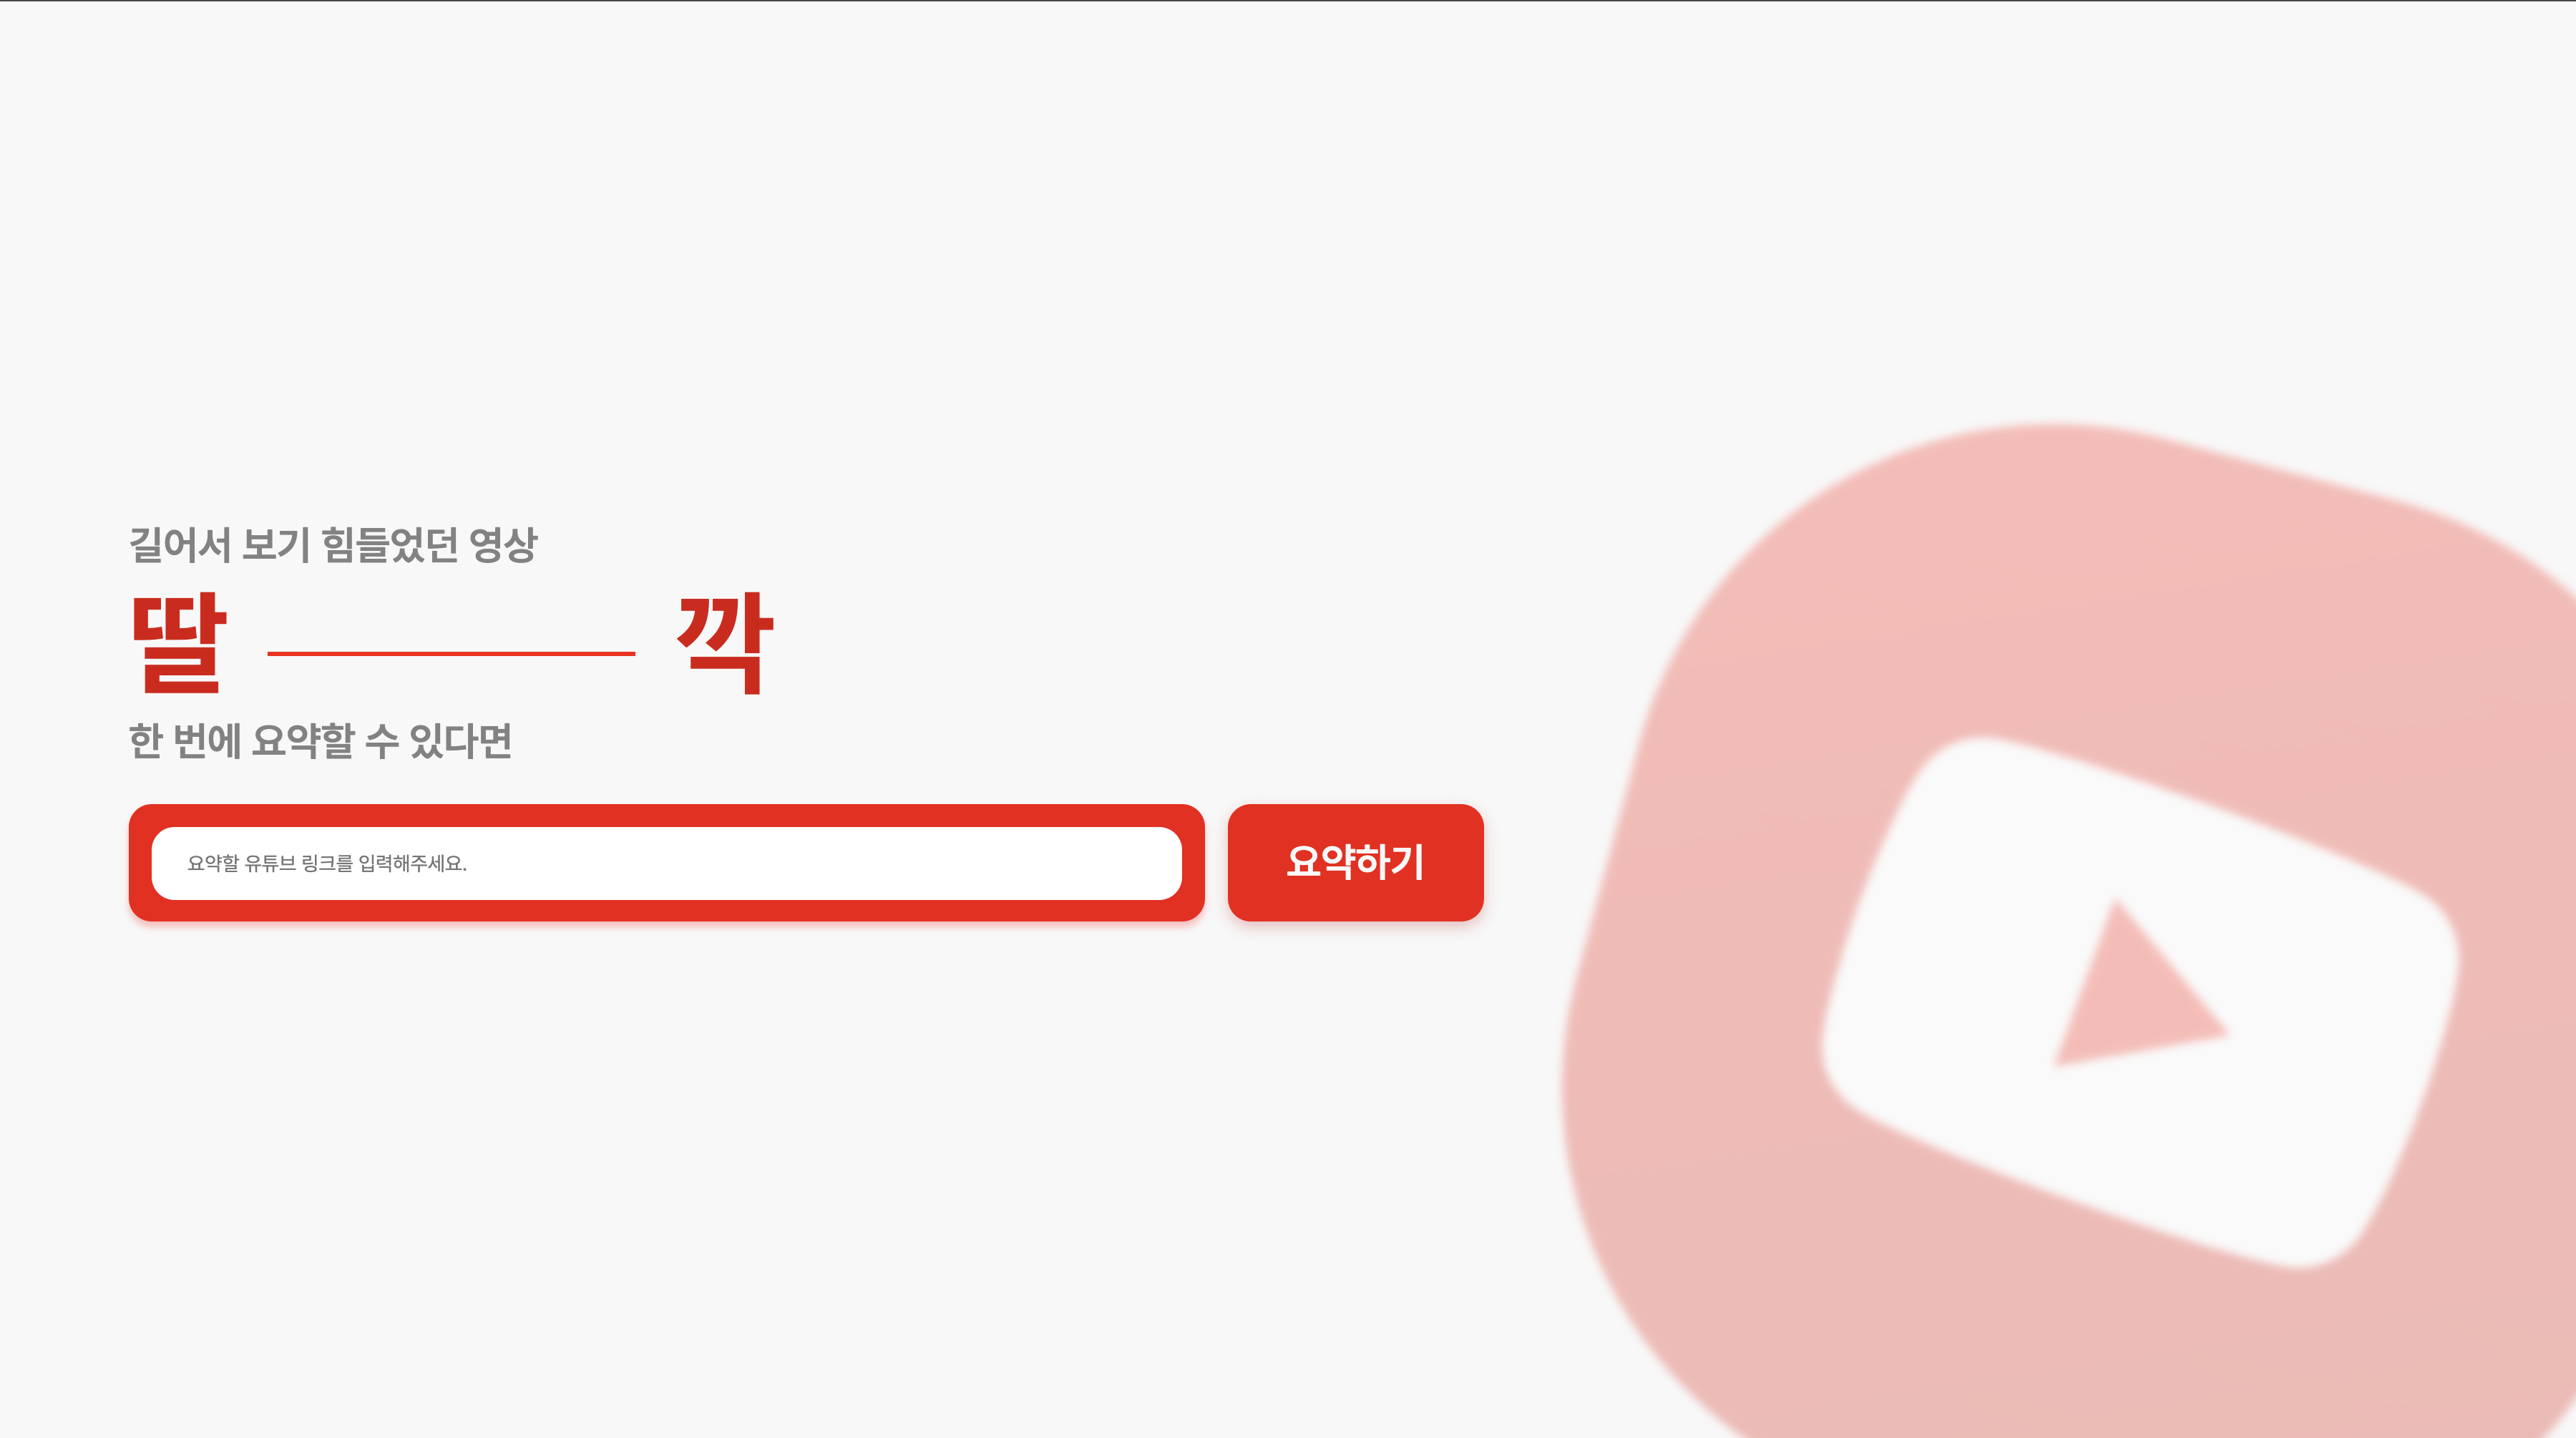 길어서 보기 힘들었던 영상
딸 깍
한 번에 요약할 수 있다면
요약할 유튜브 링크를 입력해주세요.
요약하기